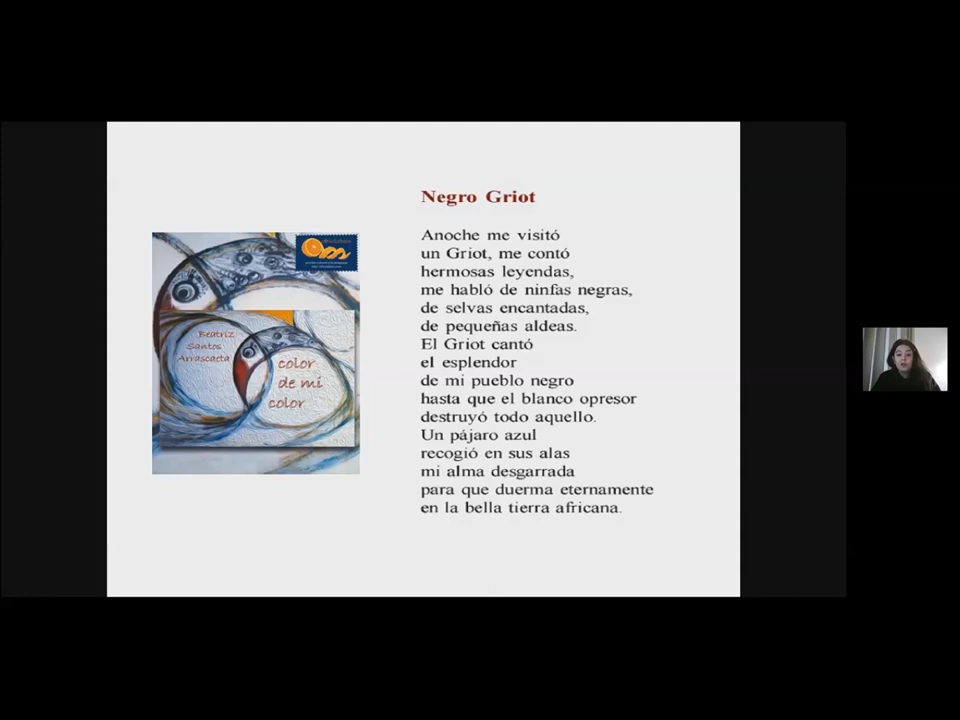 Negro Griot
Anoche me visitó
un Griot, me contó
hermosas leyendas,
me habló de ninfas negras,
de selvas encantadas,
de pequeñas aldeas.
El Griot cantó
el esplendor
de mi pueblo negro
hasta que el blanco opresor
destruyó todo aquello.
Un pájaro azul
recogió en sus alas
mi alma desgarrada
para que duerma eternamente
en la bella tierra africana.
Beatriz
Santos
Arrascaeta
color
de mi
color